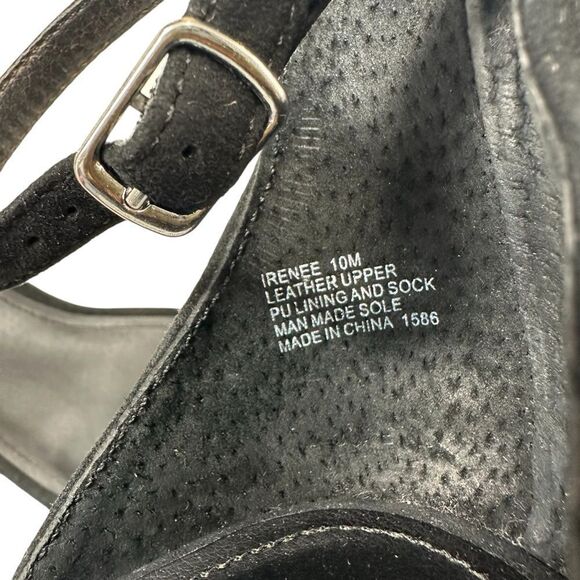 IRENEE 10M
LEATHER UPPER
PU LINING AND SOCK
MAN MADE SOLE
MADE IN CHINA 1586